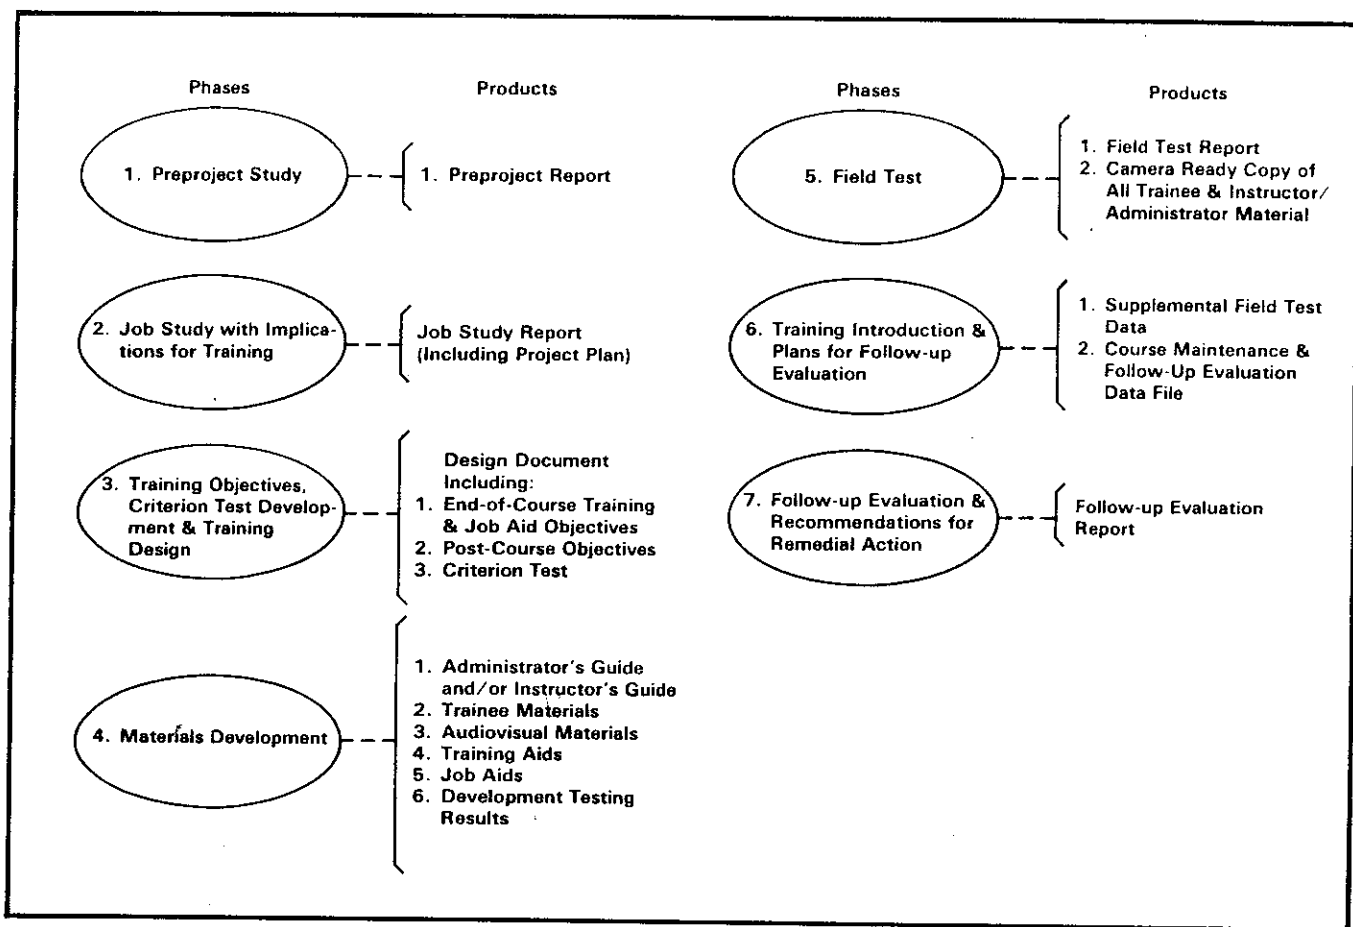 Phases
Products
1. Preproject Study
1. Preproject Report
2. Job Study with Implica-
tions for Training
Job Study Report
(Including Project Plan)
3. Training Objectives,
Criterion Test Develop-
ment & Training
Design
Design Document
Including:
1. End-of-Course Training
& Job Aid Objectives
2. Post-Course Objectives
3. Criterion Test
4. Materials Development
1. Administrator's Guide
and/or Instructor's Guide
2. Trainee Materials
3. Audiovisual Materials
4. Training Aids
5. Job Aids
6. Development Testing
Results
Phases
Products
5. Field Test
1. Field Test Report
2. Camera Ready Copy of
All Trainee & Instructor/
Administrator Material
6. Training Introduction &
Plans for Follow-up
Evaluation
1. Supplemental Field Test
Data
2. Course Maintenance &
Follow-Up Evaluation
Data File
7. Follow-up Evaluation &
Recommendations for
Remedial Action
Follow-up Evaluation
Report